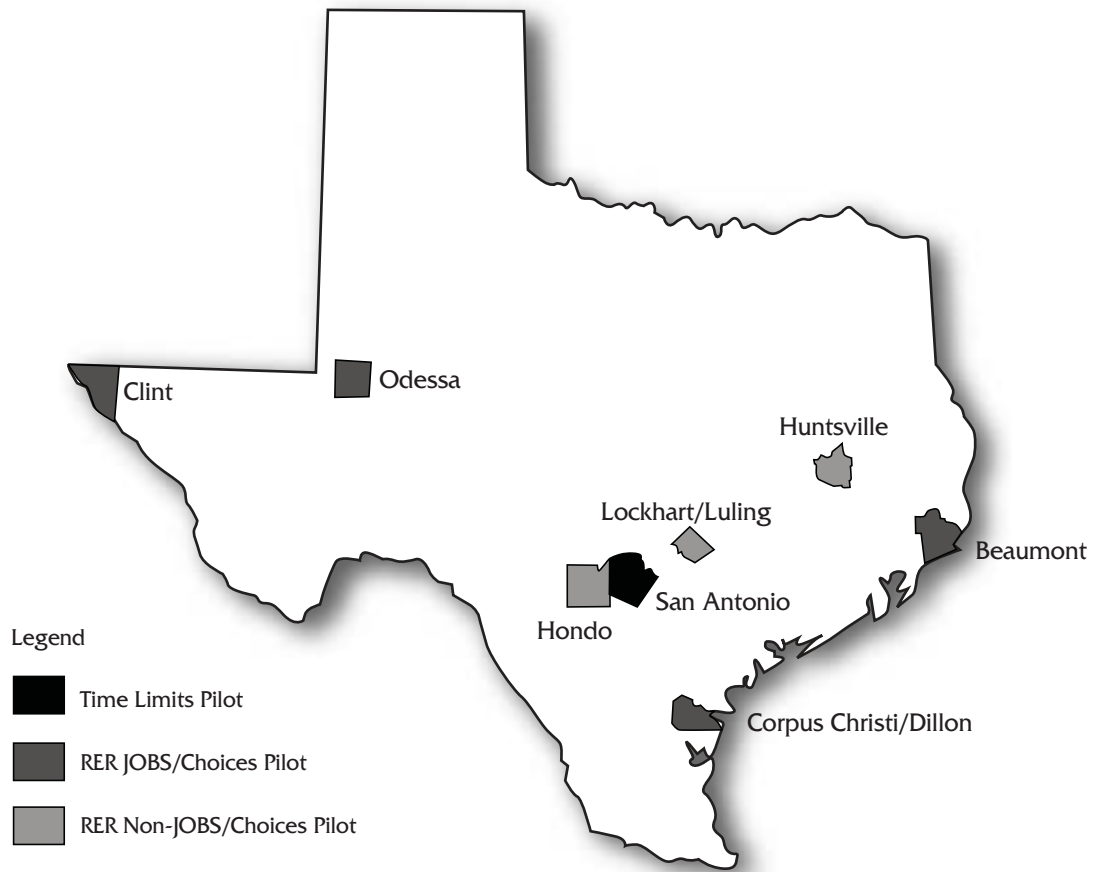 Clint
Odessa
Huntsville
Lockhart/Luling
Beaumont
San Antonio
Hondo
Corpus Christi/Dillon
Legend
Time Limits Pilot
RER JOBS/Choices Pilot
RER Non-JOBS/Choices Pilot